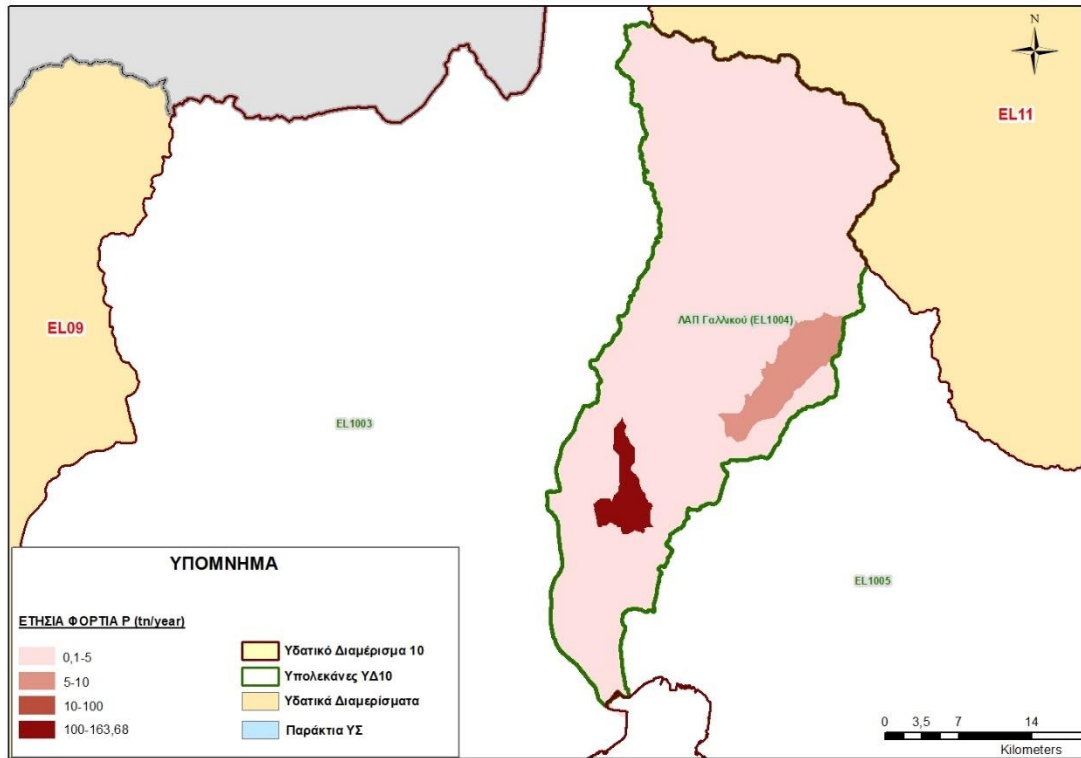 N
EL11
ΛΑΠ Γαλλικού (EL1004)
EL09
EL1003
EL1005
ΥΠΟΜΝΗΜΑ
ΕΤΗΣΙΑ ΦΟΡΤΙΑ P (tn/year)
0,1-5
5-10
10-100
100-163,68
Υδατικό Διαμέρισμα 10
Υπολεκάνες ΥΔ10
Υδατικά Διαμερίσματα
Παράκτια ΥΣ
0 3,5 7 14
Kilometers